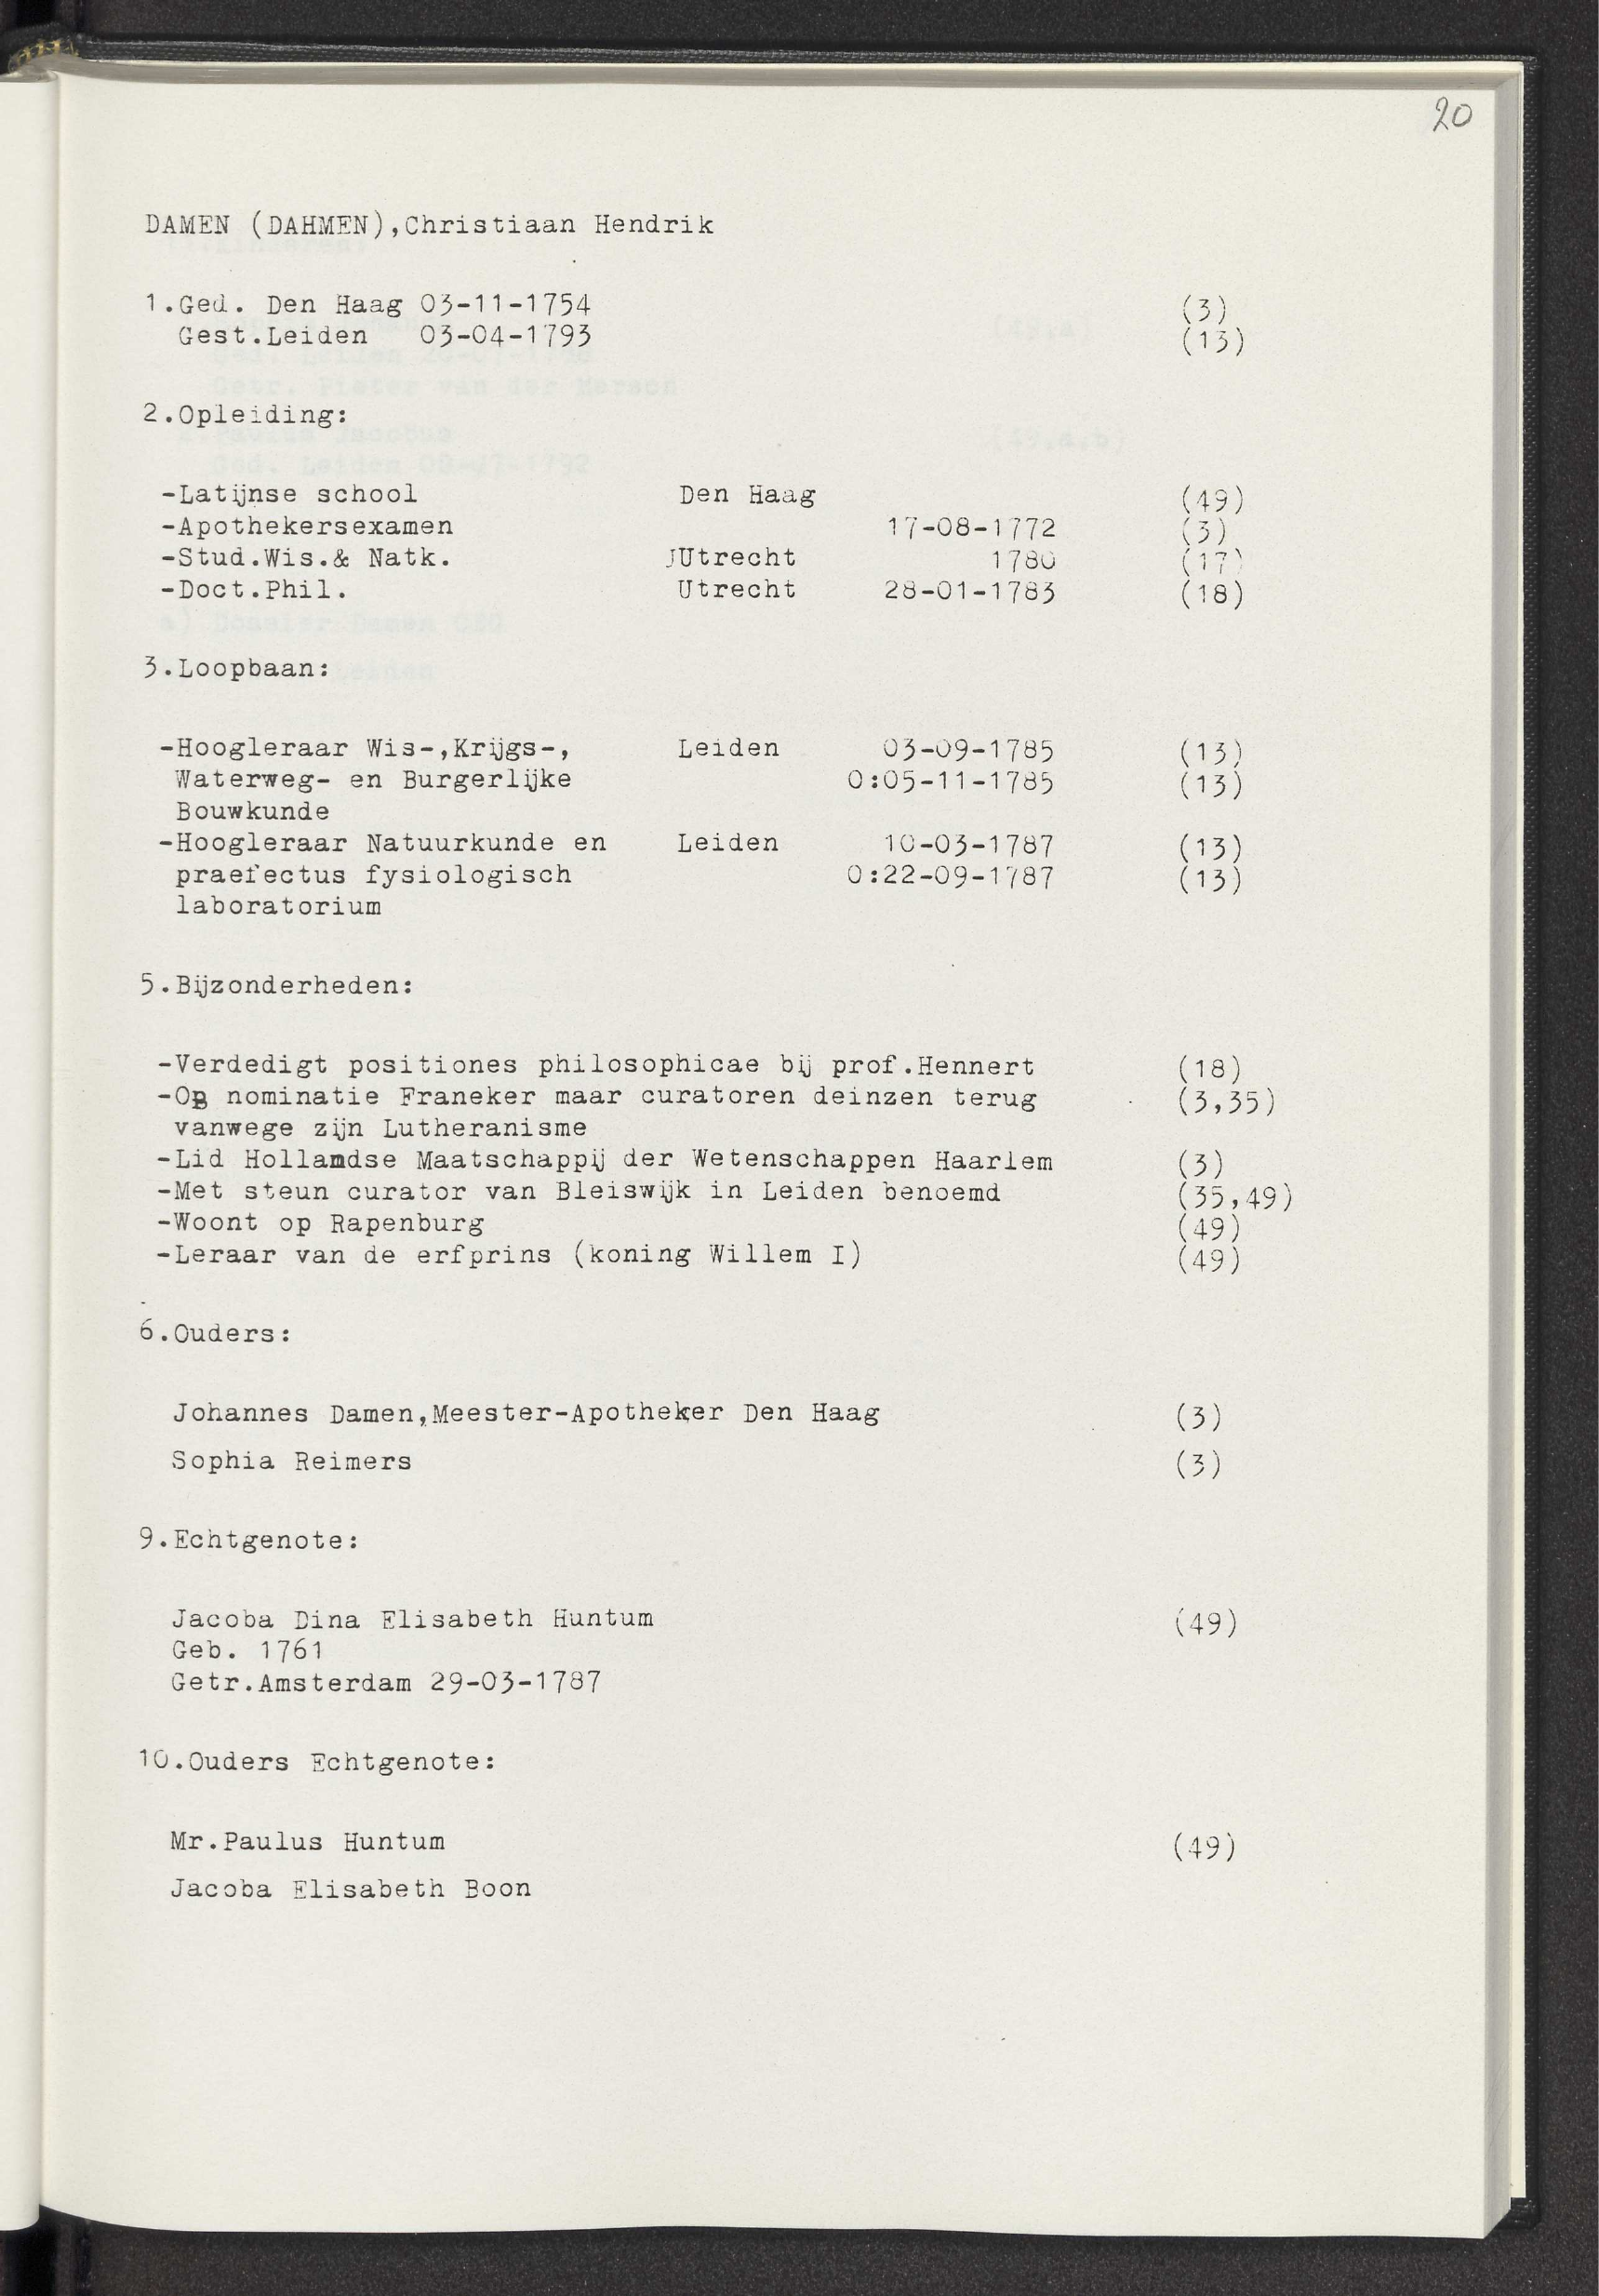 20
DAMEN (DAHMEN),Christiaan Hendrik
1.Ged. Den Haag 03-11-1754 (3)
Gest.Leiden 03-04-1793 (13)
2.Opleiding:
-Latijnse school Den Haag (49)
-Apothekersexamen 17-08-1772 (3)
-Stud.Wis.& Natk. JUtrecht 1780 (17)
-Doct.Phil. Utrecht 28-01-1783 (18)
3.Loopbaan:
-Hoogleraar Wis-,Krijgs-, Leiden 03-09-1785 (13)
Waterweg- en Burgerlijke O:05-11-1785 (13)
Bouwkunde
-Hoogleraar Natuurkunde en Leiden 10-03-1787 (13)
praefectus fysiologisch O:22-09-1787 (13)
laboratorium
5.Bijzonderheden:
-Verdedigt positiones philosophicae bij prof.Hennert (18)
-Op nominatie Franeker maar curatoren deinzen terug (3,35)
vanwege zijn Lutheranisme
-Lid Hollandse Maatschappij der Wetenschappen Haarlem (3)
-Met steun curator van Bleiswijk in Leiden benoemd (35,49)
-Woont op Rapenburg (49)
-Leraar van de erfprins (koning Willem I) (49)
6.Ouders:
Johannes Damen,Meester-Apotheker Den Haag (3)
Sophia Reimers (3)
9.Echtgenote:
Jacoba Dina Elisabeth Huntum (49)
Geb. 1761
Getr.Amsterdam 29-03-1787
10.Ouders Echtgenote:
Mr.Paulus Huntum (49)
Jacoba Elisabeth Boon